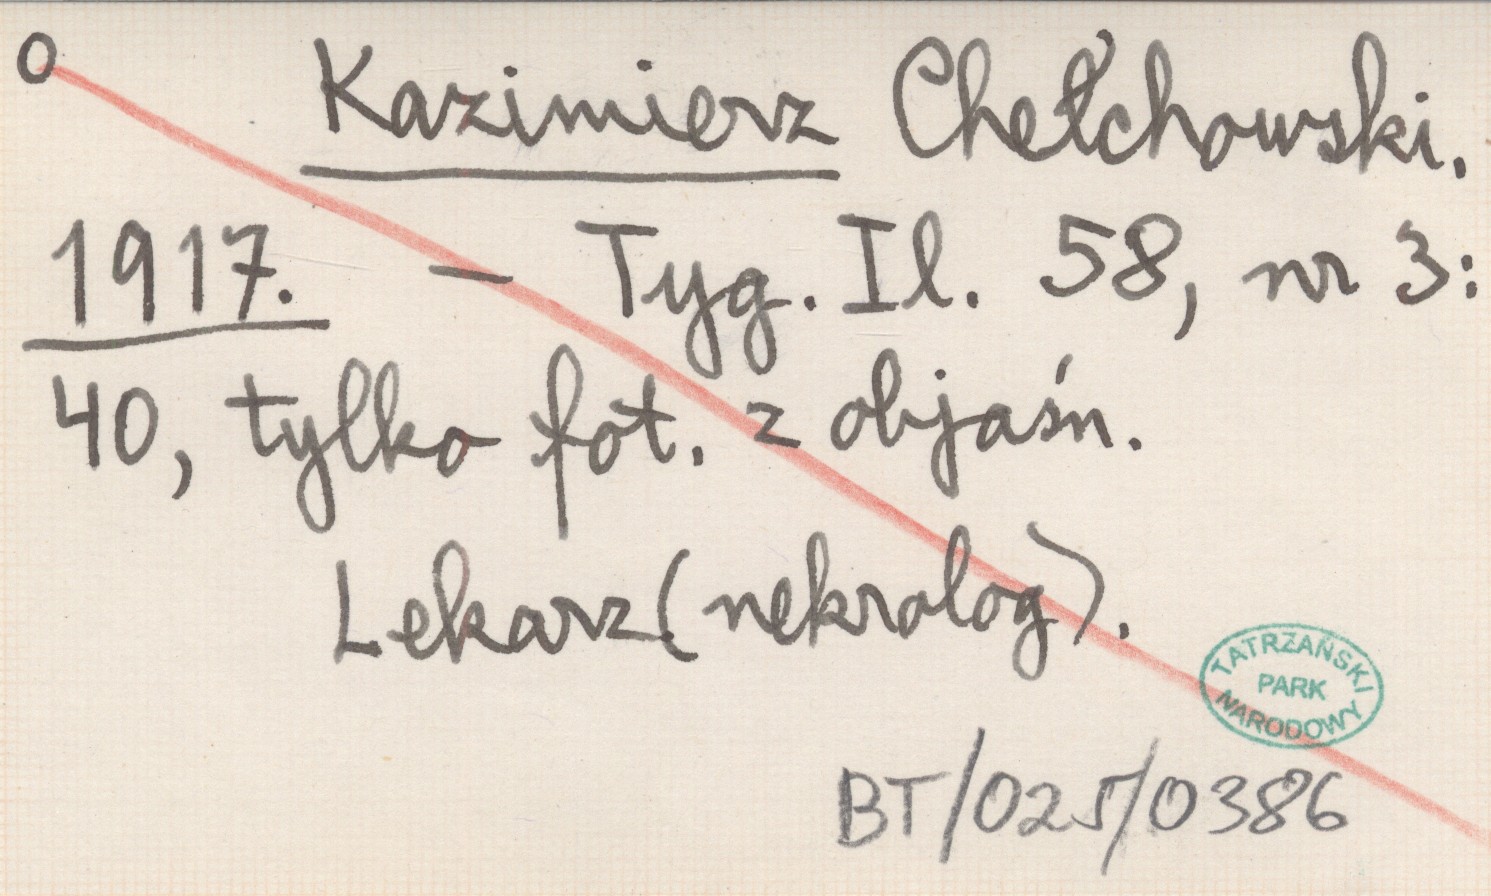 O Kazimierz Chełchowski.
1917. — Tyg. Il. 58, nr 3:
40, tylko fot. z objaśn.
Lekarz (nekrolog).
TATRZAŃSKI
PARK
NARODOWY
BT/025/0386